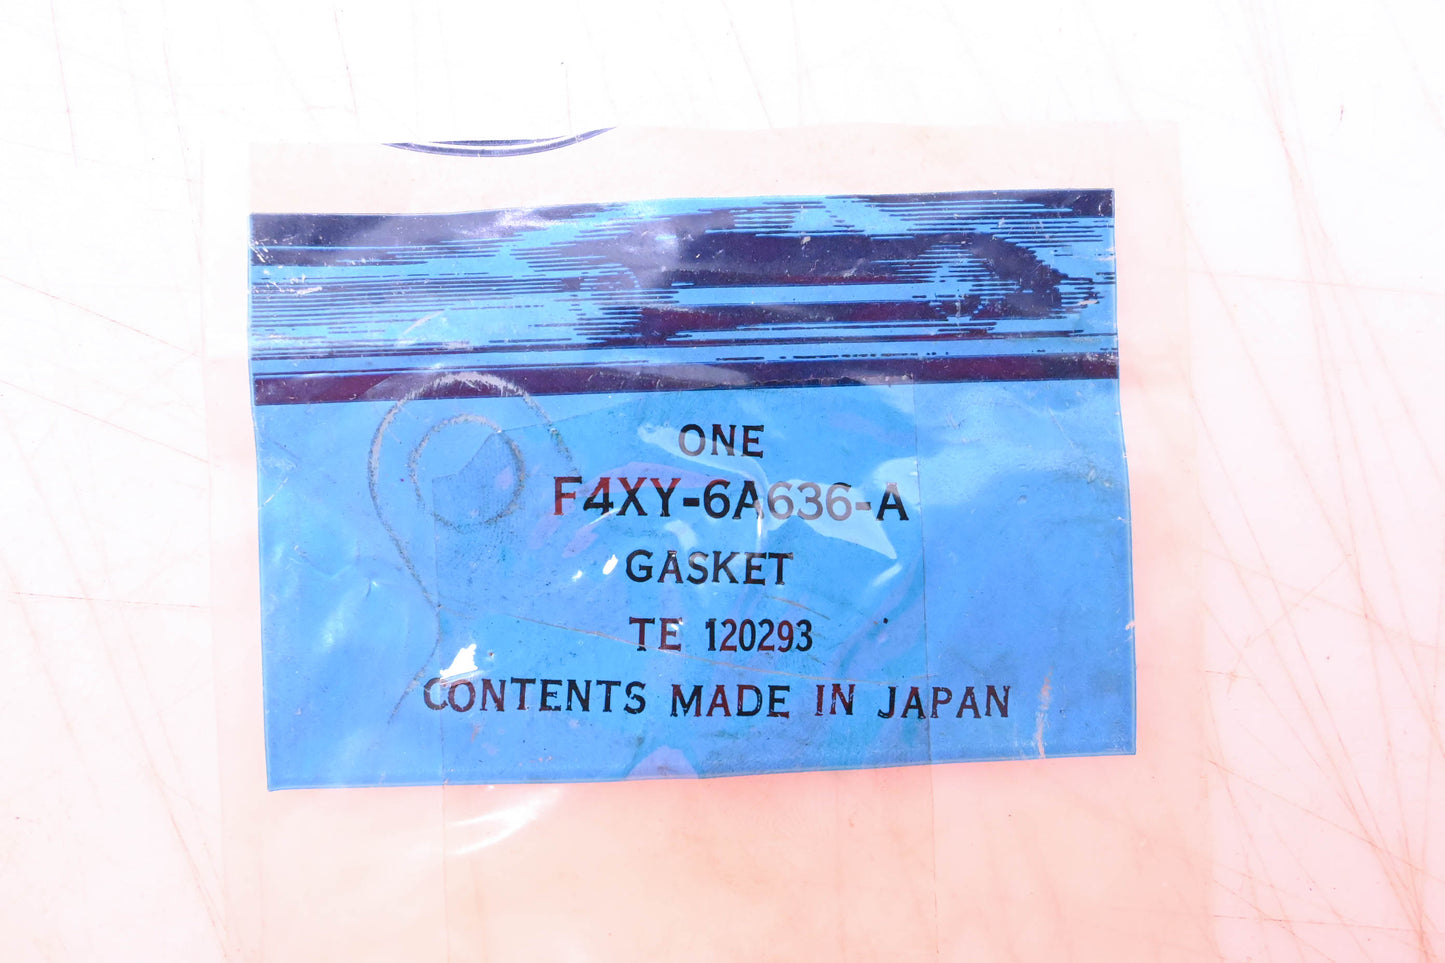 ONE
F4XY-6A636-A
GASKET
TE 120293
CONTENTS MADE IN JAPAN